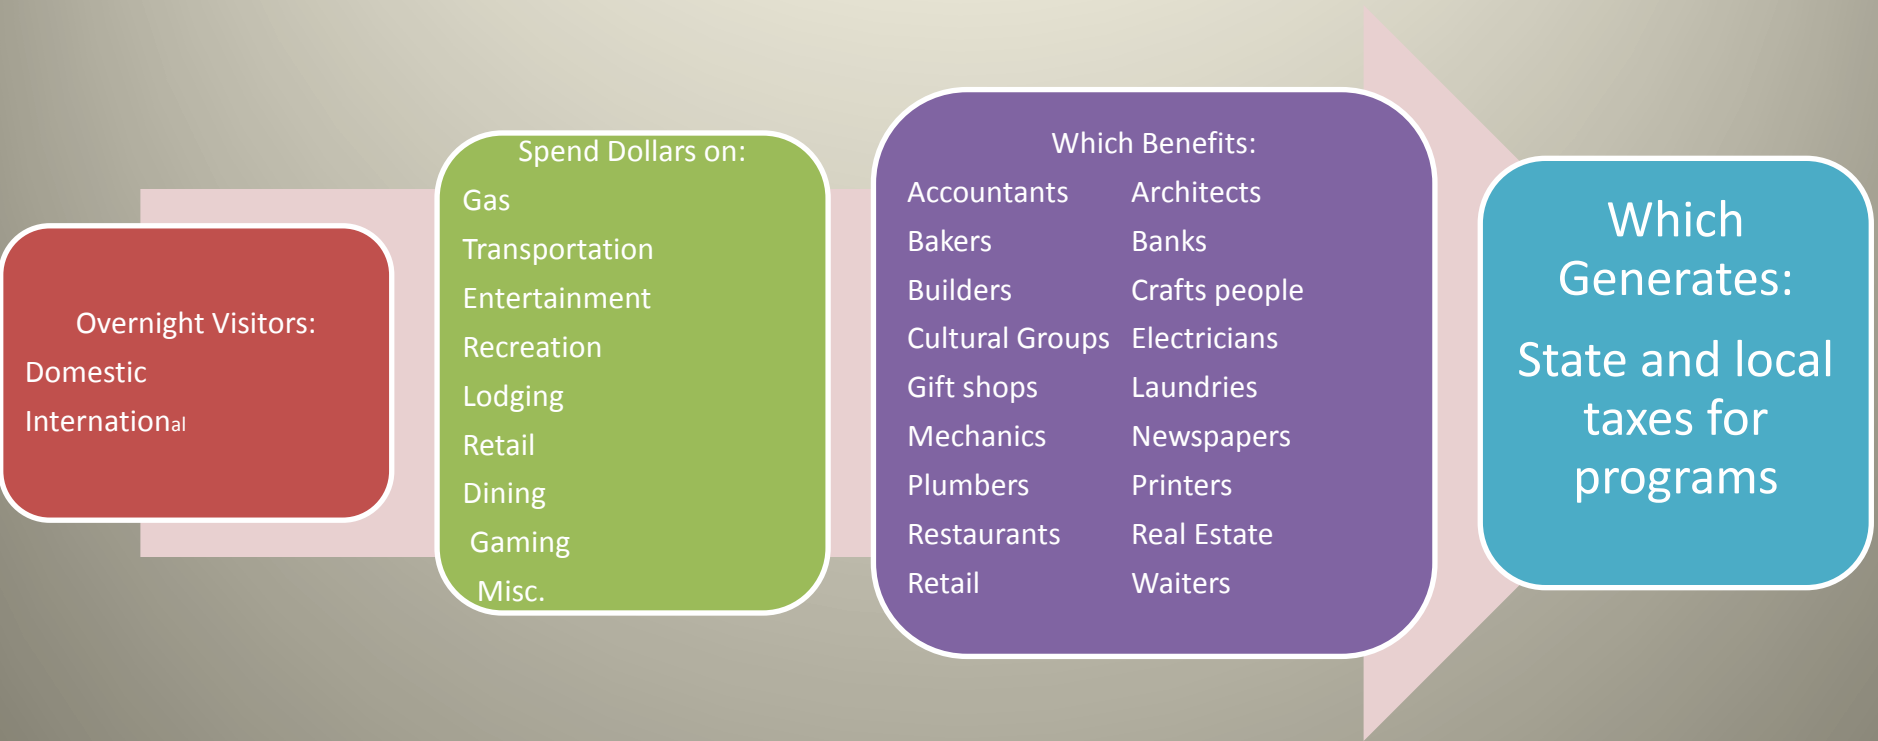 Overnight Visitors:
Domestic
International
Spend Dollars on:
Gas
Transportation
Entertainment
Recreation
Lodging
Retail
Dining
Gaming
Misc.
Which Benefits:
Accountants Architects
Bakers Banks
Builders Crafts people
Cultural Groups Electricians
Gift shops Laundries
Mechanics Newspapers
Plumbers Printers
Restaurants Real Estate
Retail Waiters
Which
Generates:
State and local
taxes for
programs